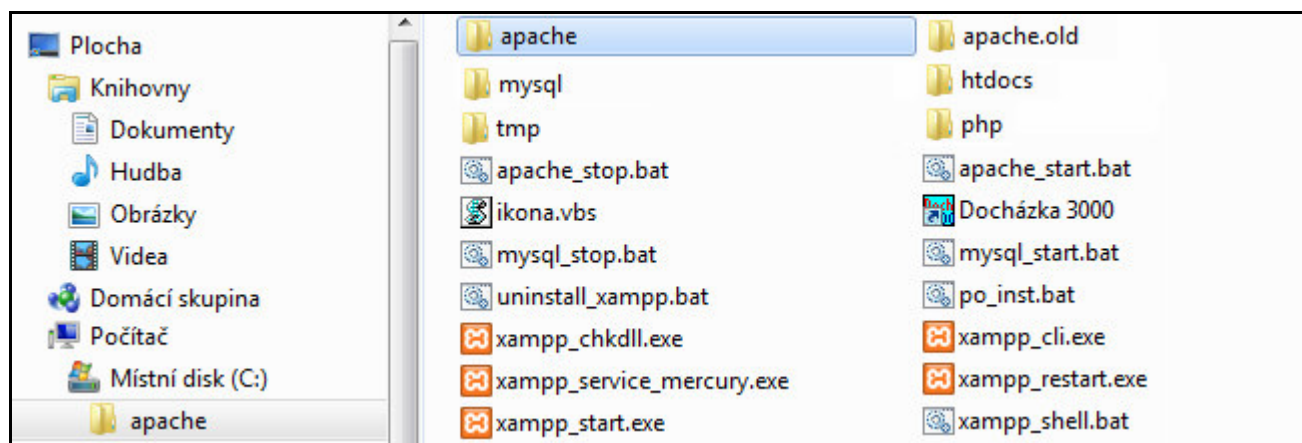 Plocha
Knihovny
Dokumenty
Hudba
Obrázky
Videa
Domácí skupina
Počítač
Místní disk (C:)
apache
apache apache.old
mysql htdocs
tmp php
apache_stop.bat apache_start.bat
ikona.vbs Docházka 3000
mysql_stop.bat mysql_start.bat
uninstall_xampp.bat po_inst.bat
xampp_chkdll.exe xampp_cli.exe
xampp_service_mercury.exe xampp_restart.exe
xampp_start.exe xampp_shell.bat